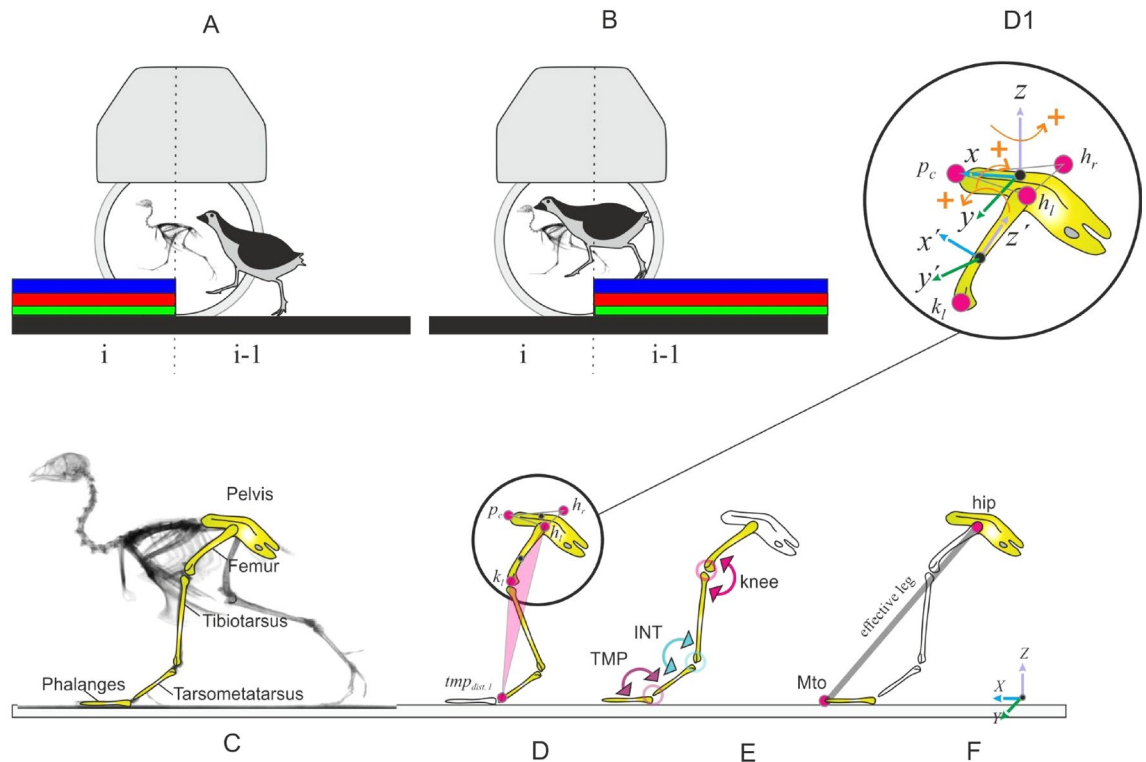 A
B
D1
i
i-1
i
i-1
z
+
+
x
p_c
h_r
+
h_l
y
x´
z´
y´
k_l
Pelvis
Femur
Tibiotarsus
Phalanges
Tarsometatarsus
p_c
h_r
h_l
k_l
tmp_dist. l
knee
INT
TMP
hip
effective leg
Mto
Z
X
Y
C
D
E
F